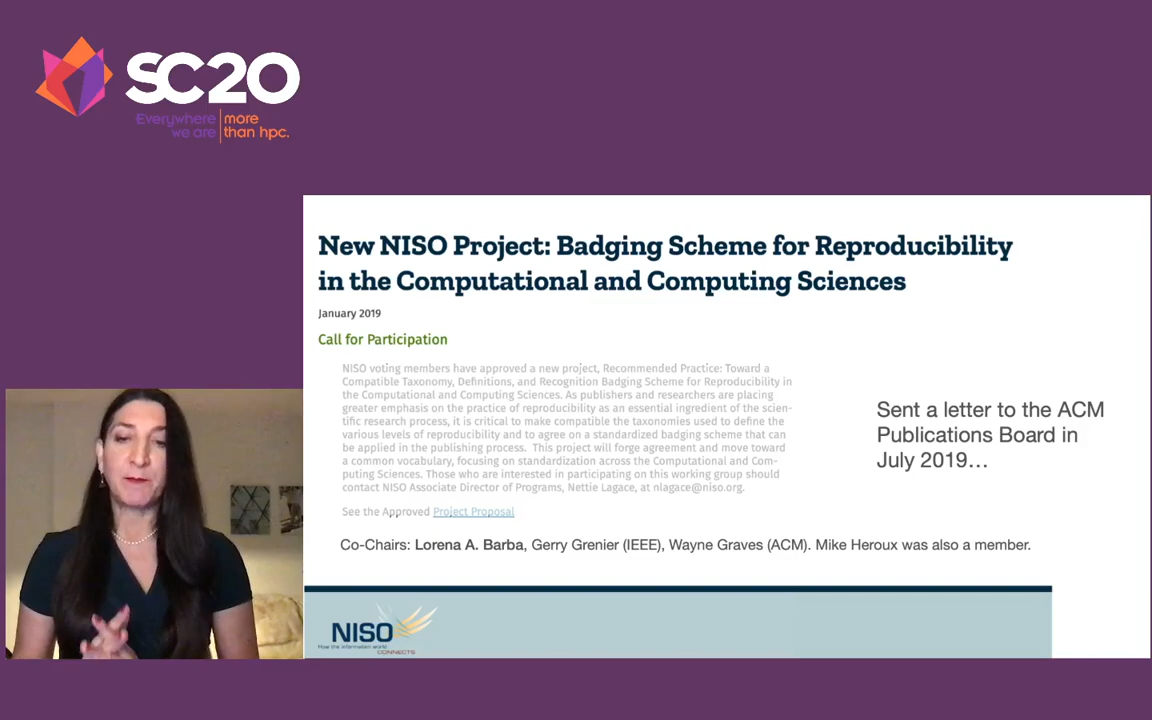 SC20
Everywhere more
we are than hpc.
New NISO Project: Badging Scheme for Reproducibility
in the Computational and Computing Sciences
January 2019
Call for Participation
NISO voting members have approved a new project, Recommended Practice: Toward a
Compatible Taxonomy, Definitions, and Recognition Badging Scheme for Reproducibility in
the Computational and Computing Sciences. As publishers and researchers are placing
greater emphasis on the practice of reproducibility as an essential ingredient of the scien-
tific research process, it is critical to make compatible the taxonomies used to define the
various levels of reproducibility and to agree on a standardized badging scheme that can
be applied in the publishing process. This project will forge agreement and move toward
a common vocabulary, focusing on standardization across the Computational and Com-
puting Sciences. Those who are interested in participating on this working group should
contact NISO Associate Director of Programs, Nettie Lagace, at nlagace@niso.org.
See the Approved Project Proposal
Sent a letter to the ACM
Publications Board in
July 2019…
Co-Chairs: Lorena A. Barba, Gerry Grenier (IEEE), Wayne Graves (ACM). Mike Heroux was also a member.
NISO
How the information world
CONNECTS